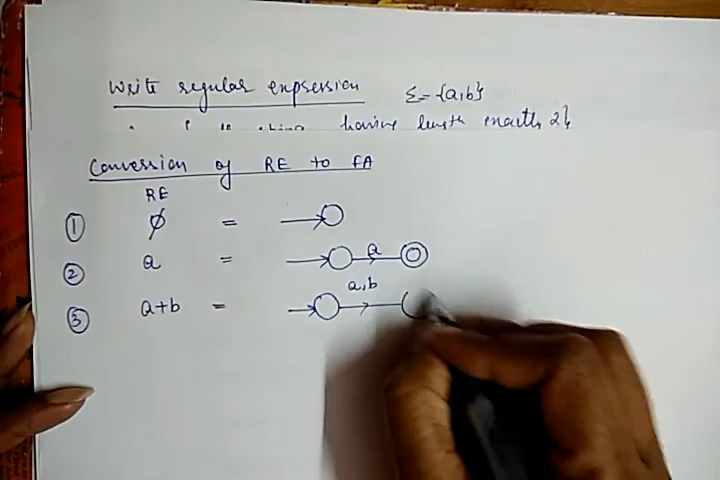 Write regular expression Σ={a,b}
having length exactly 2}
Conversion of RE to FA
RE
① ϕ =
② a = a
③ a+b = a,b